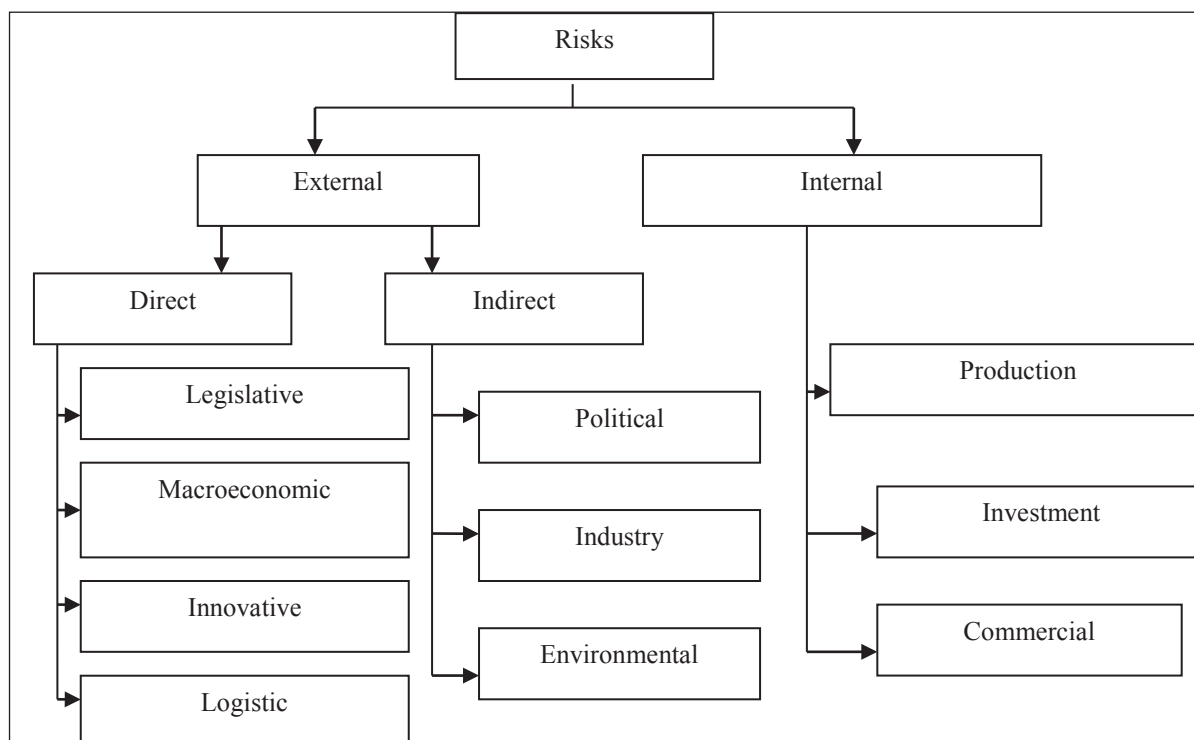 Risks
External
Internal
Direct
Indirect
Legislative
Macroeconomic
Innovative
Logistic
Political
Industry
Environmental
Production
Investment
Commercial